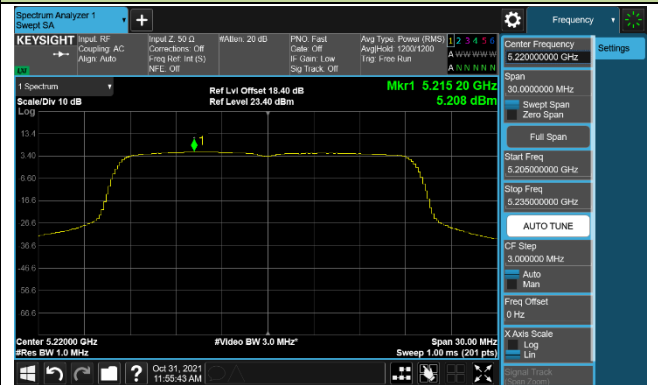 Spectrum Analyzer 1
Swept SA
Frequency
KEYSIGHT
Input: RF
Coupling: AC
Align: Auto
Input Z: 50 Ω
Corrections: Off
Freq Ref: Int (S)
NFE: Off
#Atten: 20 dB
PNO: Fast
Gate: Off
IF Gain: Low
Sig Track: Off
Avg Type: Power (RMS)
Avg|Hold: 1200/1200
Trig: Free Run
1 2 3 4 5 6
A W W W W W
A N N N N N
LXI
1 Spectrum
Scale/Div 10 dB
Log
Ref Lvl Offset 18.40 dB
Ref Level 23.40 dBm
Mkr1 5.215 20 GHz
5.208 dBm
1
13.4
3.40
-6.60
-16.6
-26.6
-36.6
-46.6
-56.6
-66.6
Center 5.22000 GHz
#Res BW 1.0 MHz
#Video BW 3.0 MHz*
Span 30.00 MHz
Sweep 1.00 ms (201 pts)
Oct 31, 2021
11:55:43 AM
Center Frequency
5.220000000 GHz
Settings
Span
30.0000000 MHz
Swept Span
Zero Span
Full Span
Start Freq
5.205000000 GHz
Stop Freq
5.235000000 GHz
AUTO TUNE
CF Step
3.000000 MHz
Auto
Man
Freq Offset
0 Hz
X Axis Scale
Log
Lin
Signal Track
(Span Zoom)